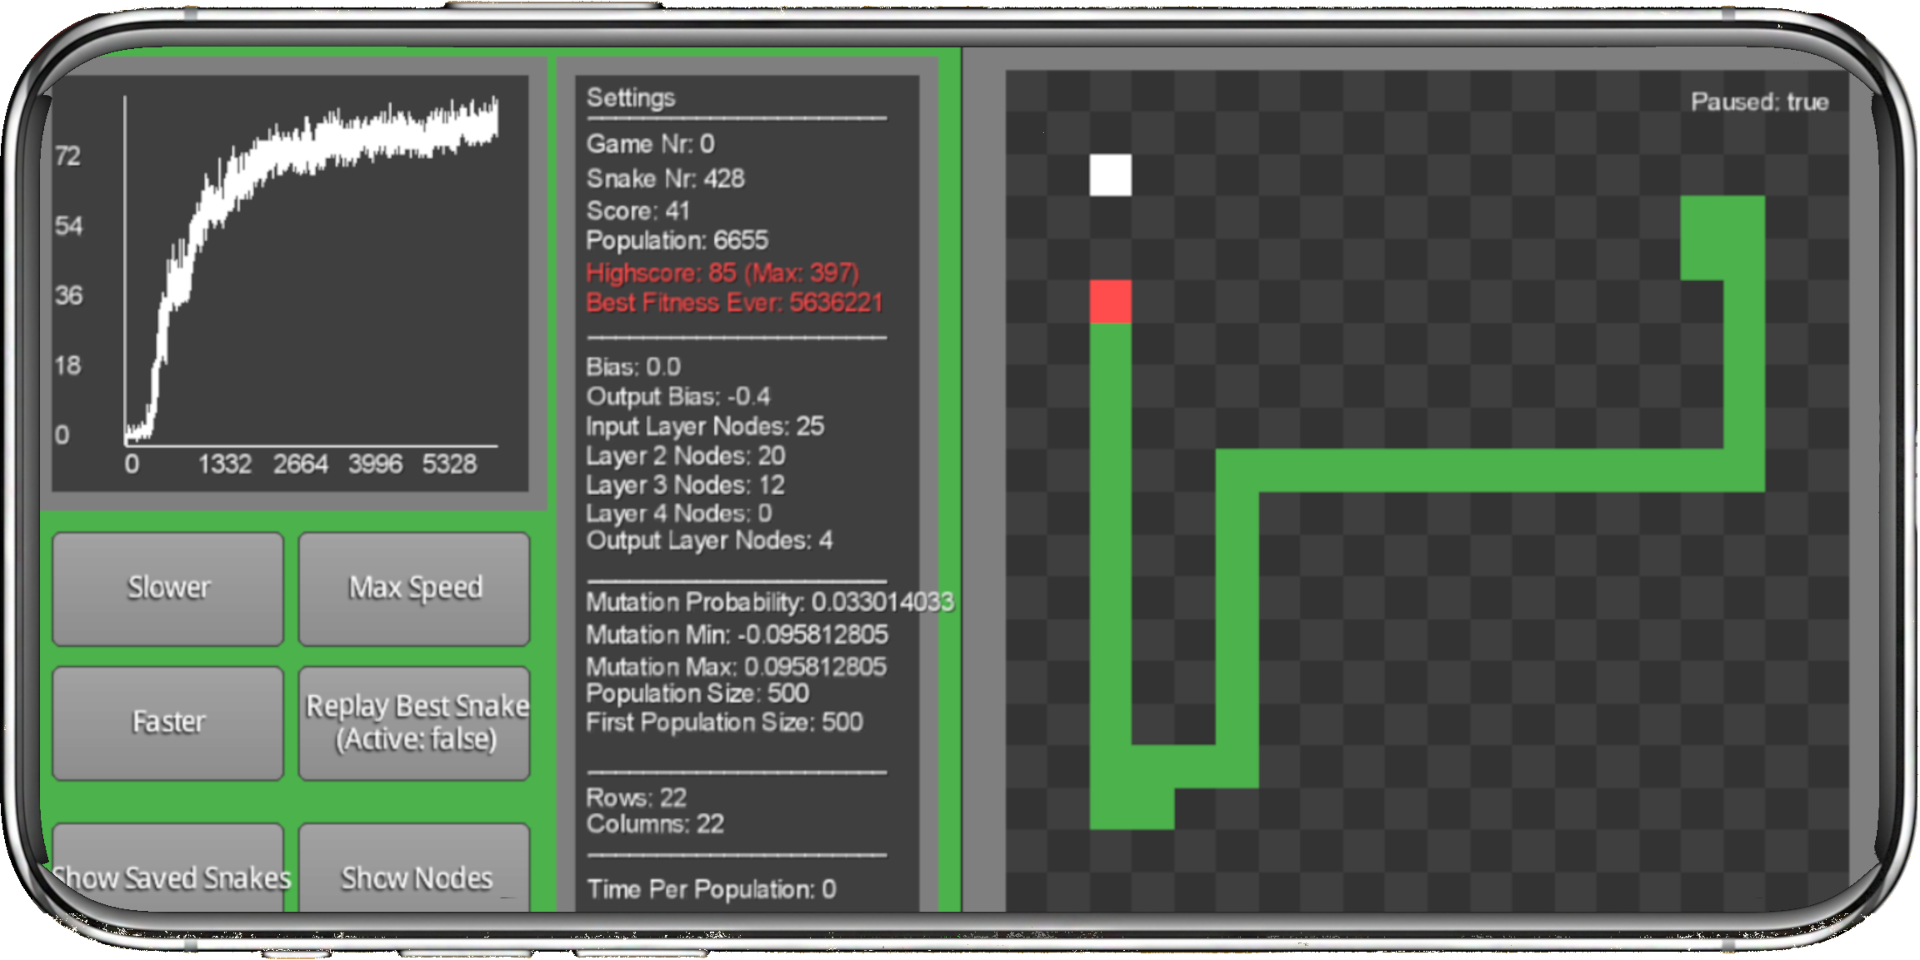 72
54
36
18
0
0 1332 2664 3996 5328
Slower
Max Speed
Faster
Replay Best Snake
(Active: false)
Show Saved Snakes
Show Nodes
Settings
Game Nr: 0
Snake Nr: 428
Score: 41
Population: 6655
Highscore: 85 (Max: 397)
Best Fitness Ever: 5636221
Bias: 0.0
Output Bias: -0.4
Input Layer Nodes: 25
Layer 2 Nodes: 20
Layer 3 Nodes: 12
Layer 4 Nodes: 0
Output Layer Nodes: 4
Mutation Probability: 0.033014033
Mutation Min: -0.095812805
Mutation Max: 0.095812805
Population Size: 500
First Population Size: 500
Rows: 22
Columns: 22
Time Per Population: 0
Paused: true